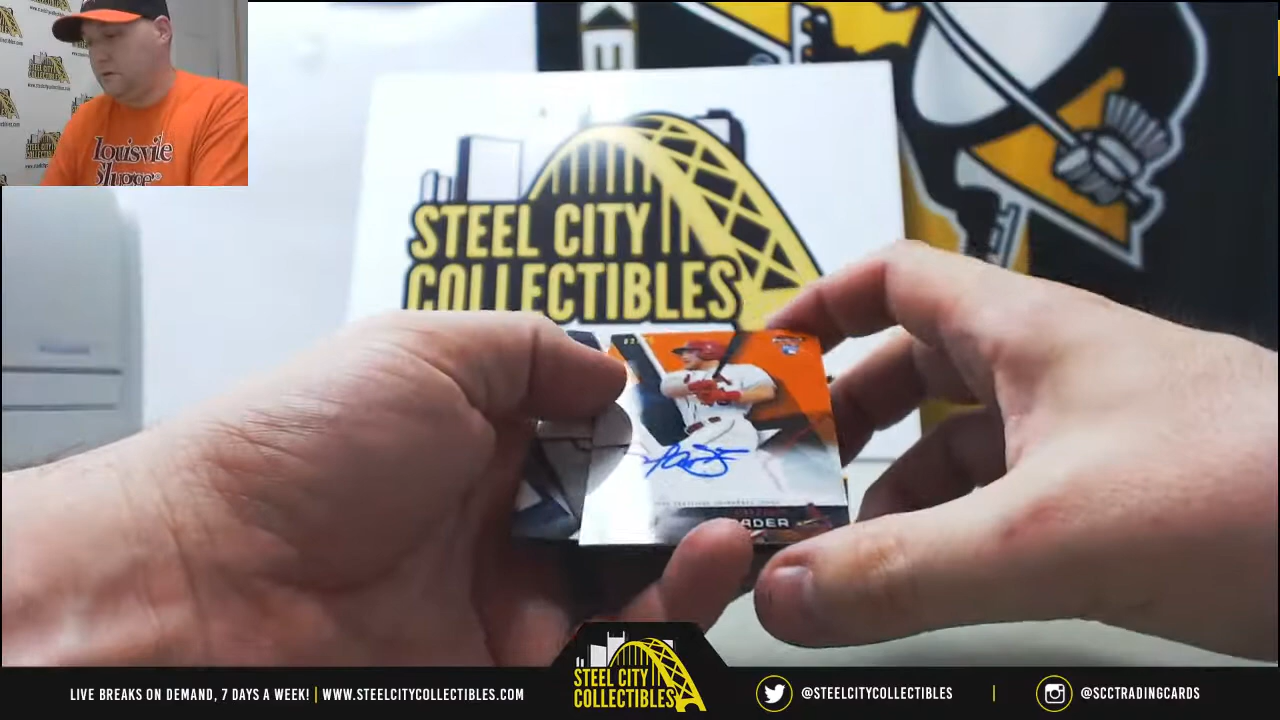 Louisville
Slugger
STEEL CITY
COLLECTIBLES
ADER
LIVE BREAKS ON DEMAND, 7 DAYS A WEEK! | WWW.STEELCITYCOLLECTIBLES.COM
STEEL CITY
COLLECTIBLES
@STEELCITYCOLLECTIBLES | @SCCTRADINGCARDS